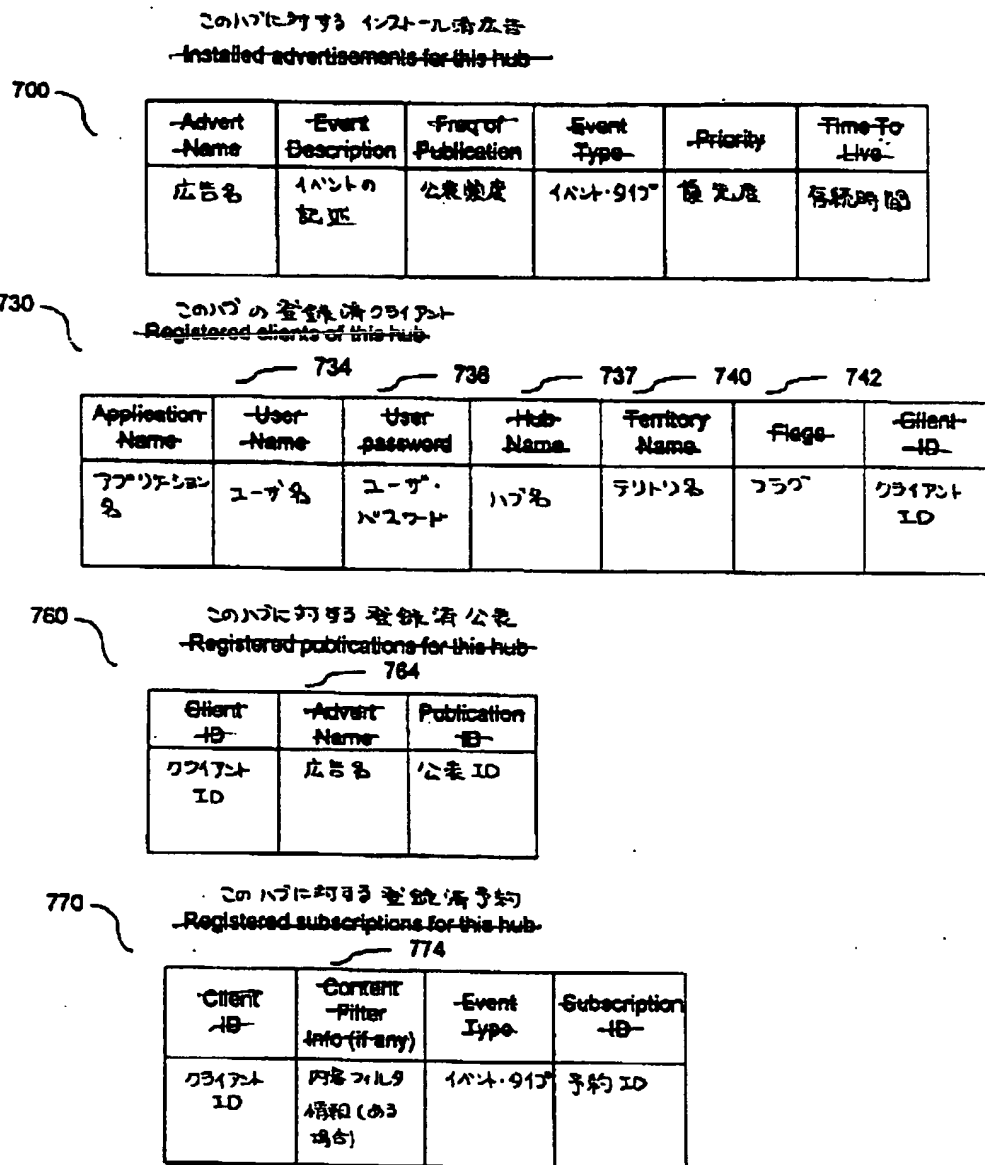 このハブに対する インストール済広告
Installed advertisements for this hub
700
Advert Name
Event Description
Freq of Publication
Event Type
Priority
Time To Live
広告名
イベントの
記述
公表頻度
イベント・タイプ
優先度
存続時間
730
このハブの登録済クライアント
Registered clients of this hub
734
736
737
740
742
Application Name
User Name
User password
Hub Name
Territory Name
Flags
Client ID
アプリケーション
名
ユーザ名
ユーザ・
パスワード
ハブ名
テリトリ名
フラグ
クライアント
ID
760
このハブに対する登録済公表
Registered publications for this hub
764
Client ID
Advert Name
Publication ID
クライアント
ID
広告名
公表ID
770
このハブに対する登録済予約
Registered subscriptions for this hub
774
Client ID
Content Filter Info (if any)
Event Type
Subscription ID
クライアント
ID
内容フィルタ
情報(ある
場合)
イベント・タイプ
予約ID